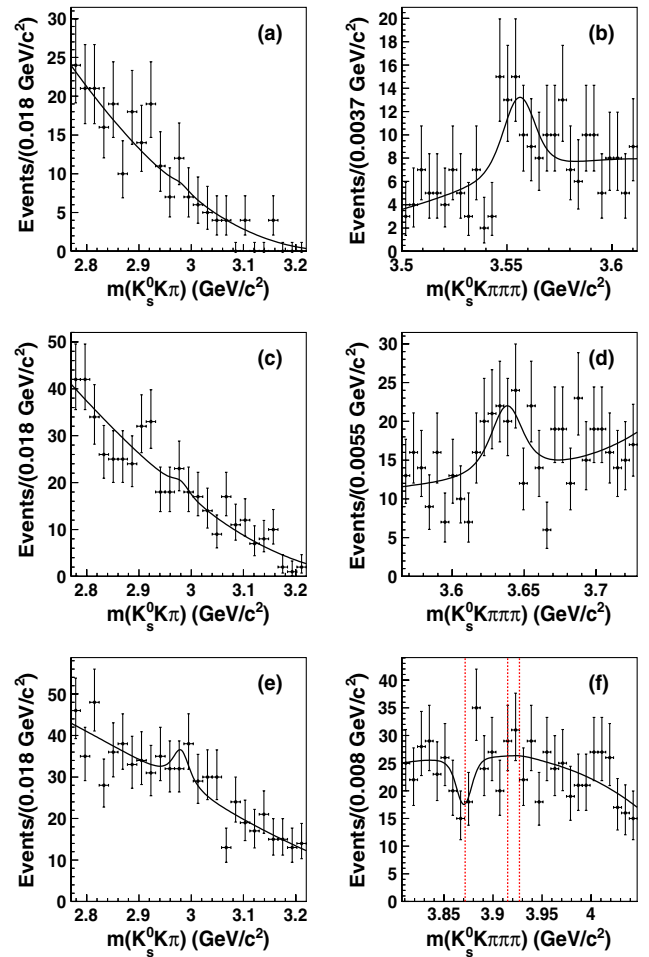 (a)
Events/(0.018 GeV/c²)
30
25
20
15
10
5
0
2.8 2.9 3 3.1 3.2
m(K⁰ₛKπ) (GeV/c²)
(b)
Events/(0.0037 GeV/c²)
20
18
16
14
12
10
8
6
4
2
0
3.5 3.55 3.6
m(K⁰ₛKπππ) (GeV/c²)
(c)
Events/(0.018 GeV/c²)
50
40
30
20
10
0
2.8 2.9 3 3.1 3.2
m(K⁰ₛKπ) (GeV/c²)
(d)
Events/(0.0055 GeV/c²)
30
25
20
15
10
5
0
3.6 3.65 3.7
m(K⁰ₛKπππ) (GeV/c²)
(e)
Events/(0.018 GeV/c²)
50
40
30
20
10
0
2.8 2.9 3 3.1 3.2
m(K⁰ₛKπ) (GeV/c²)
(f)
Events/(0.008 GeV/c²)
40
35
30
25
20
15
10
5
0
3.85 3.9 3.95 4
m(K⁰ₛKπππ) (GeV/c²)